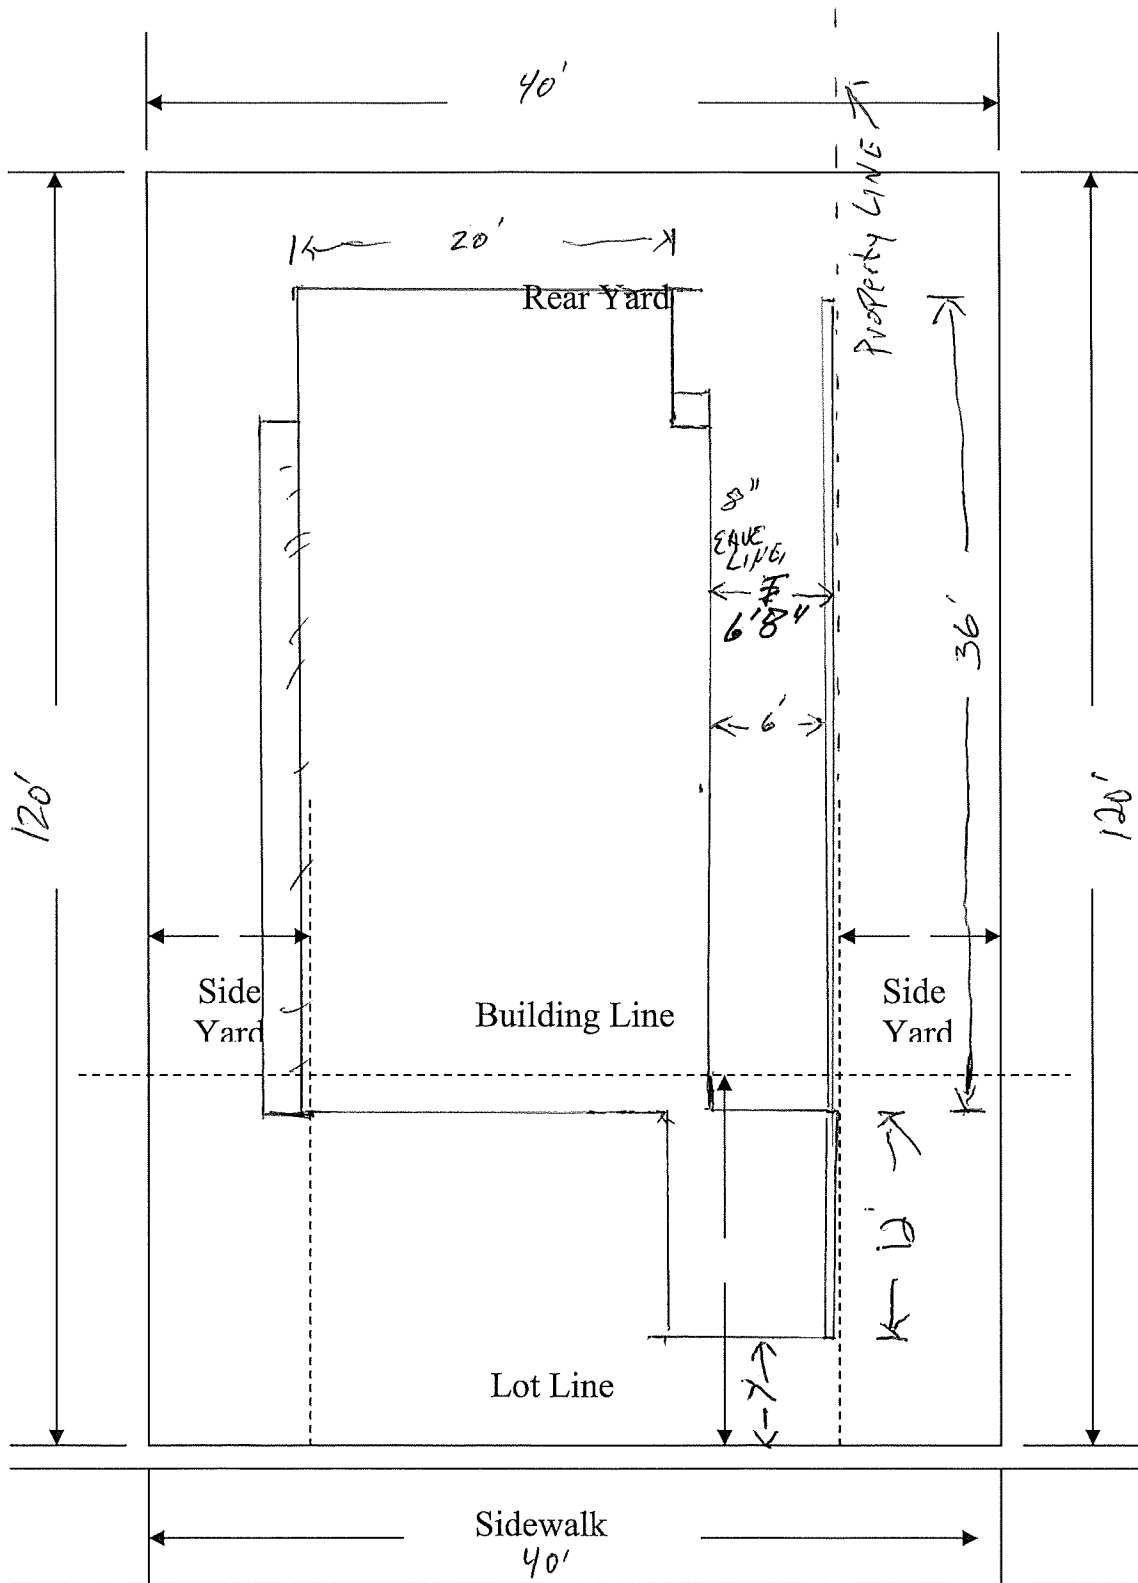 40'
Property LINE
20'
Rear Yard
8"
EAVE
LINE
6'8"
36'
6'
120'
120'
Side
Yard
Building Line
Side
Yard
12'
Lot Line
Sidewalk
40'